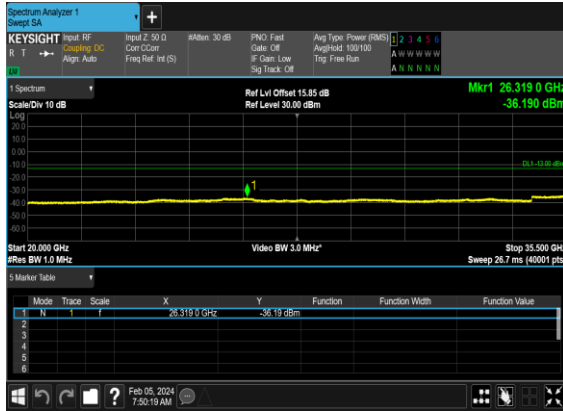 Spectrum Analyzer 1
Swept SA
+
KEYSIGHT
R T
LU
Input: RF
Coupling: DC
Align: Auto
Input Z: 50 Ω
Corr CCorr
Freq Ref: Int (S)
#Atten: 30 dB
PNO: Fast
Gate: Off
IF Gain: Low
Sig Track: Off
Avg Type: Power (RMS)
Avg|Hold: 100/100
Trig: Free Run
1 2 3 4 5 6
A W W W W W
A N N N N N
1 Spectrum
Scale/Div 10 dB
Ref Lvl Offset 15.85 dB
Ref Level 30.00 dBm
Mkr1 26.319 0 GHz
-36.190 dBm
Log
20.0
10.0
0.00
-10.0
-20.0
-30.0
-40.0
-50.0
-60.0
DL1 -13.00 dBm
1
Start 20.000 GHz
#Res BW 1.0 MHz
Video BW 3.0 MHz*
Stop 35.500 GHz
Sweep 26.7 ms (40001 pts)
5 Marker Table
Mode Trace Scale X Y Function Function Width Function Value
1 N 1 f 26.319 0 GHz -36.19 dBm
2
3
4
5
6
?
Feb 05, 2024
7:50:19 AM